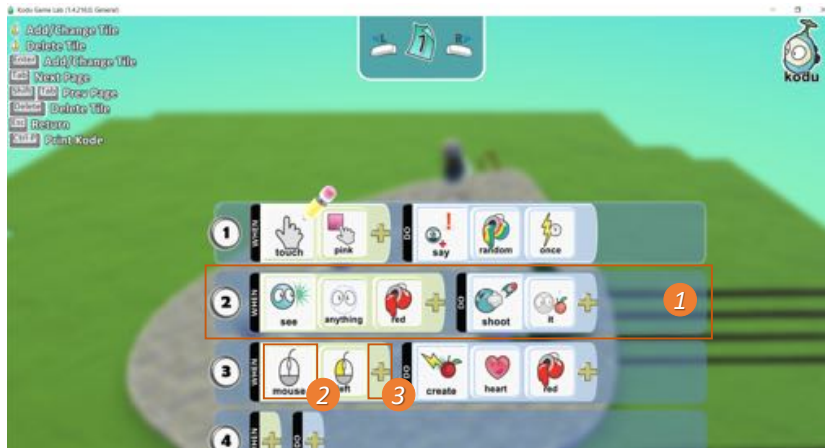 Kodu Game Lab (1.4.216.0, General)
Add/Change Tile
Delete Tile
Enter Add/Change Tile
Tab Next Page
Shift Tab Prev Page
Delete Delete Tile
Esc Return
Ctrl-P Print Kode
L 1 R
kodu
1 WHEN touch pink DO say random once
2 WHEN see anything red DO shoot it 1
3 WHEN mouse left DO create heart red
2 3
4 WHEN DO